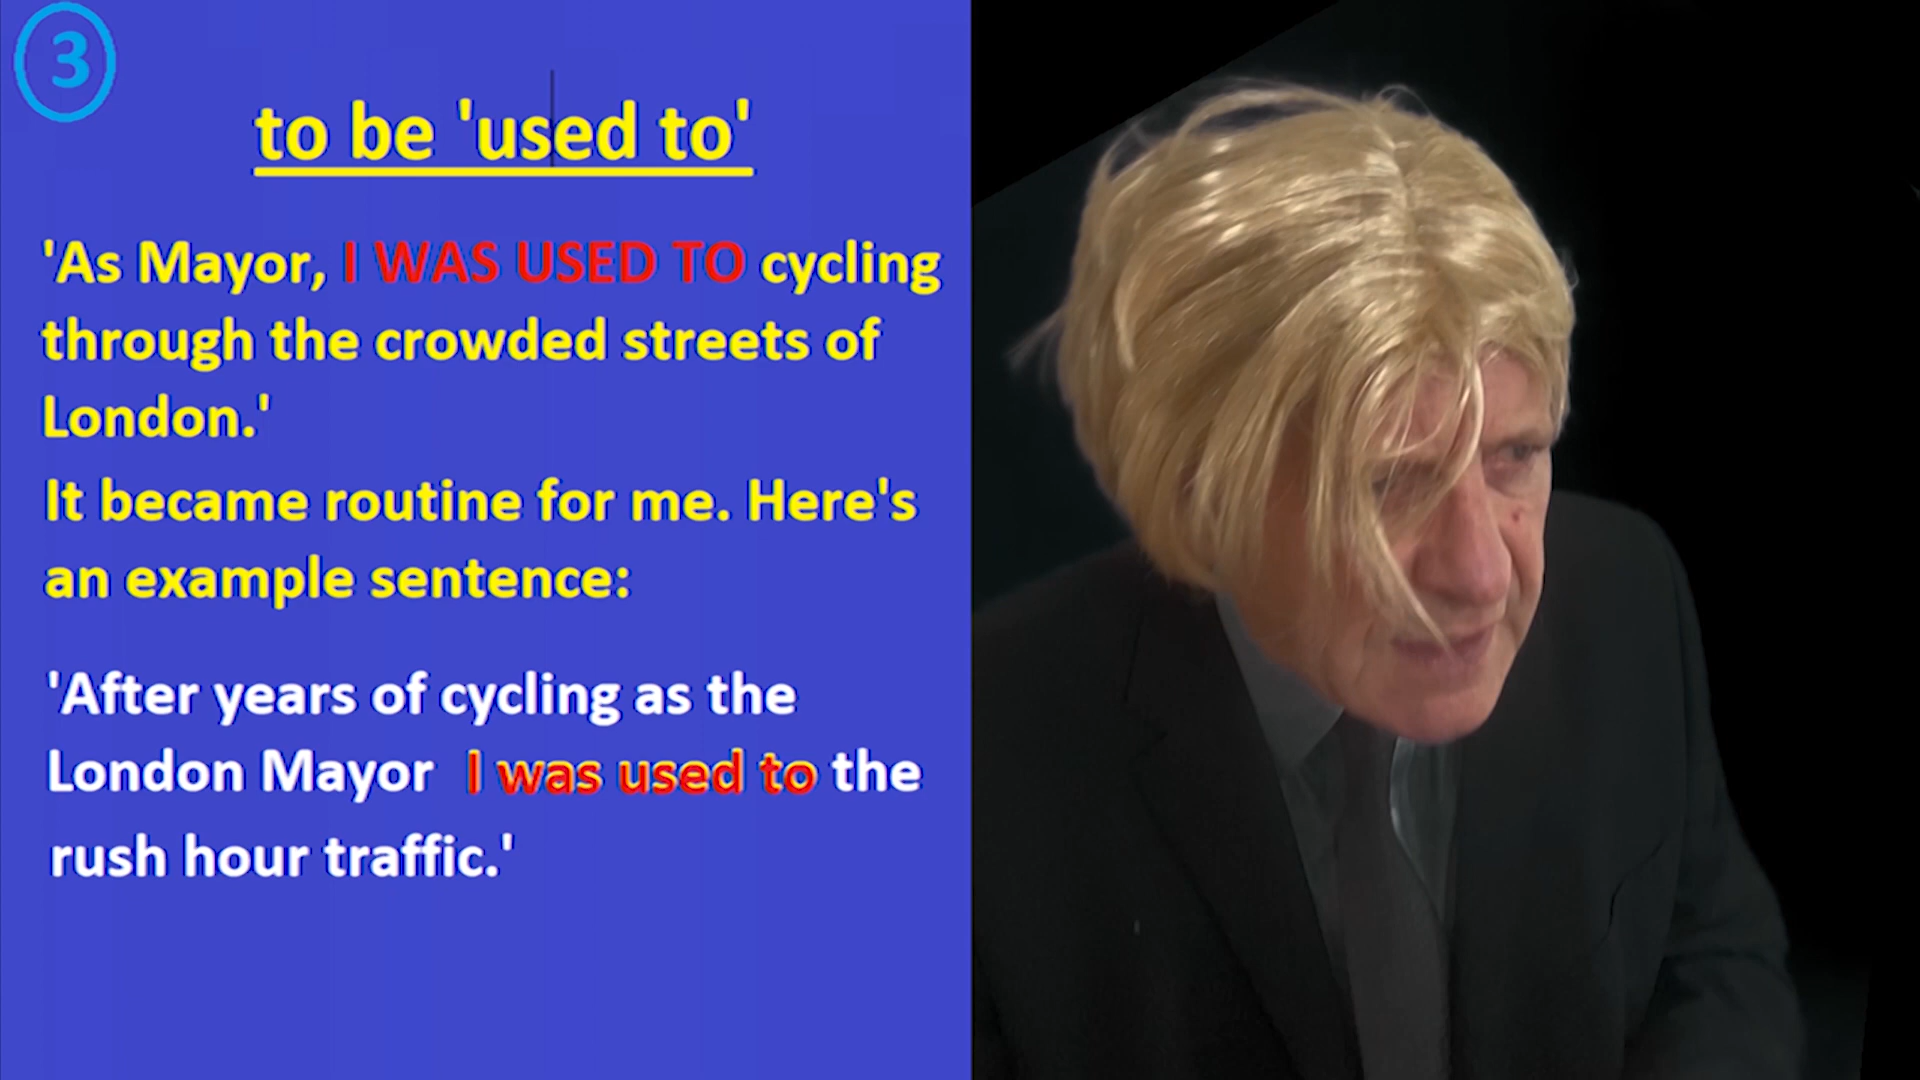 3
to be 'used to'
'As Mayor, I WAS USED TO cycling
through the crowded streets of
London.'
It became routine for me. Here's
an example sentence:
'After years of cycling as the
London Mayor I was used to the
rush hour traffic.'